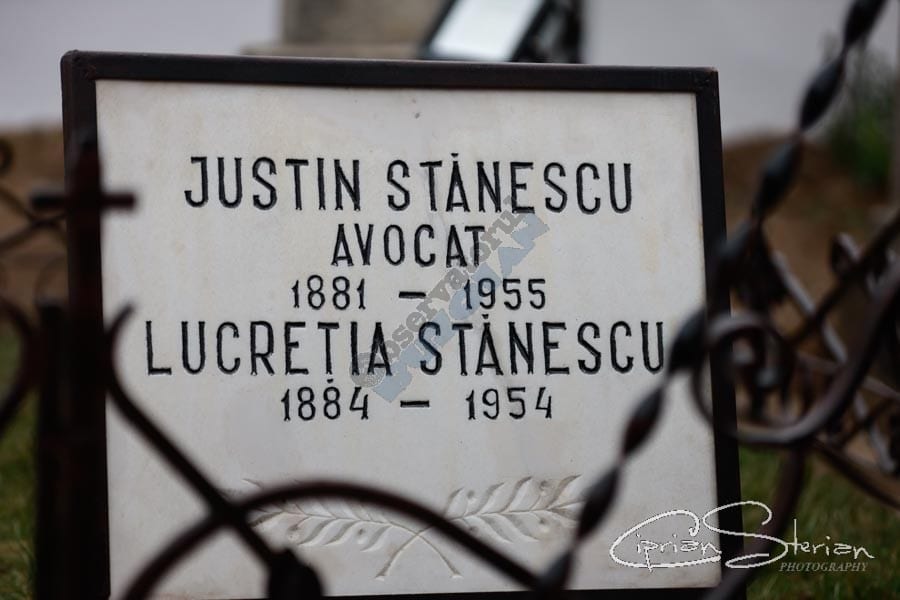 JUSTIN STĂNESCU
AVOCAT
1881 – 1955
LUCREȚIA STĂNESCU
1884 – 1954
Ciprian Sterian
PHOTOGRAPHY